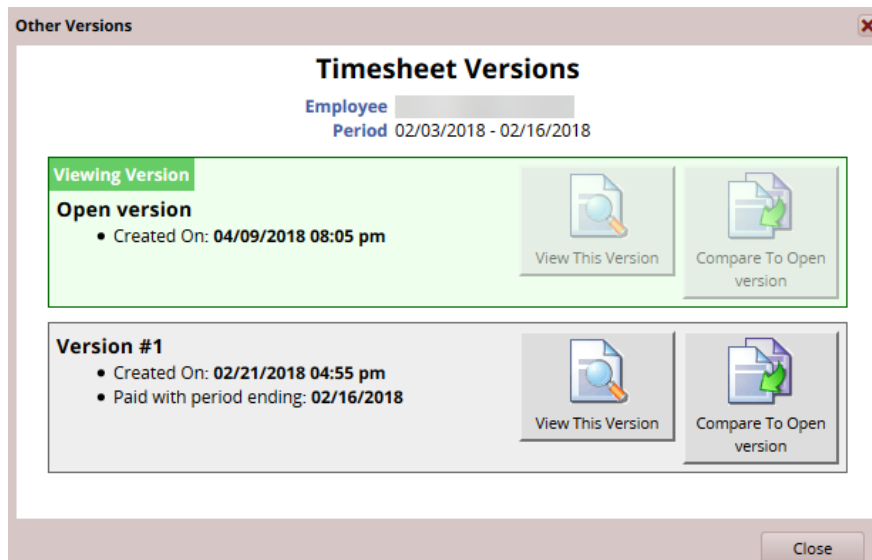 Other Versions
Timesheet Versions
Employee
Period 02/03/2018 - 02/16/2018
Viewing Version
Open version
• Created On: 04/09/2018 08:05 pm
View This Version
Compare To Open
version
Version #1
• Created On: 02/21/2018 04:55 pm
• Paid with period ending: 02/16/2018
View This Version
Compare To Open
version
Close